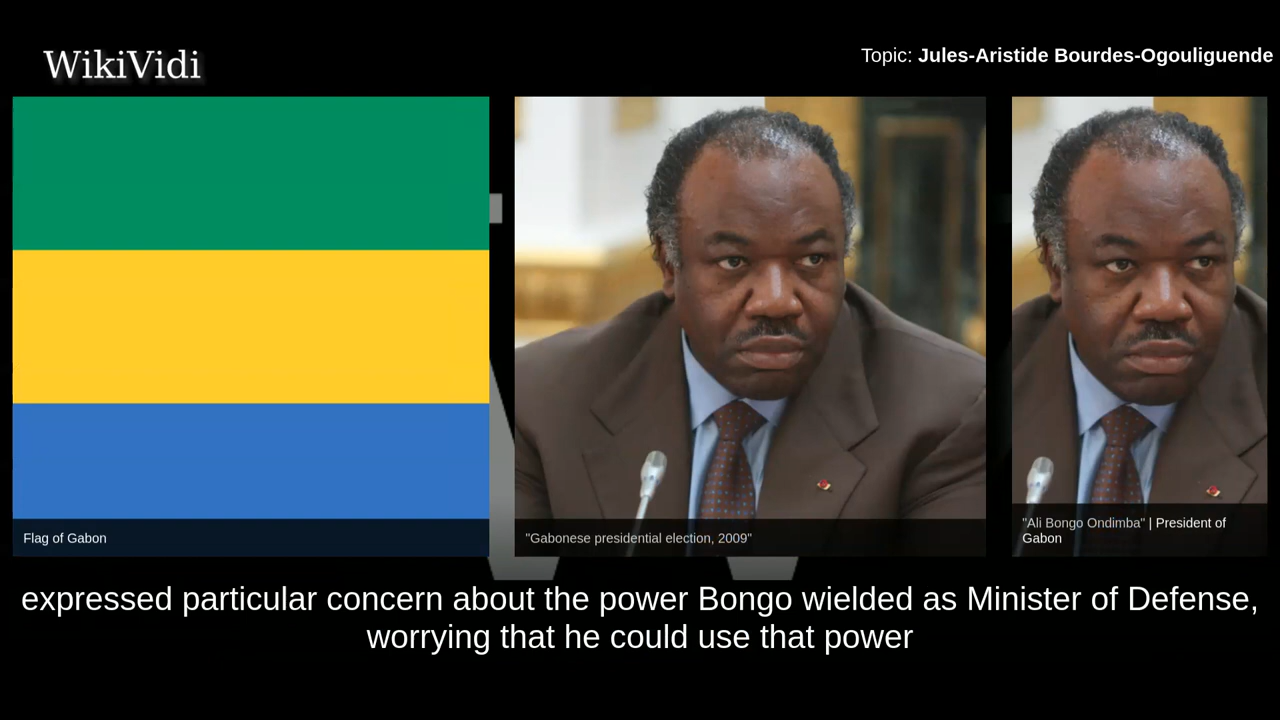 WikiVidi
Topic: Jules-Aristide Bourdes-Ogouliguende
Flag of Gabon
"Gabonese presidential election, 2009"
"Ali Bongo Ondimba" | President of
Gabon
expressed particular concern about the power Bongo wielded as Minister of Defense,
worrying that he could use that power